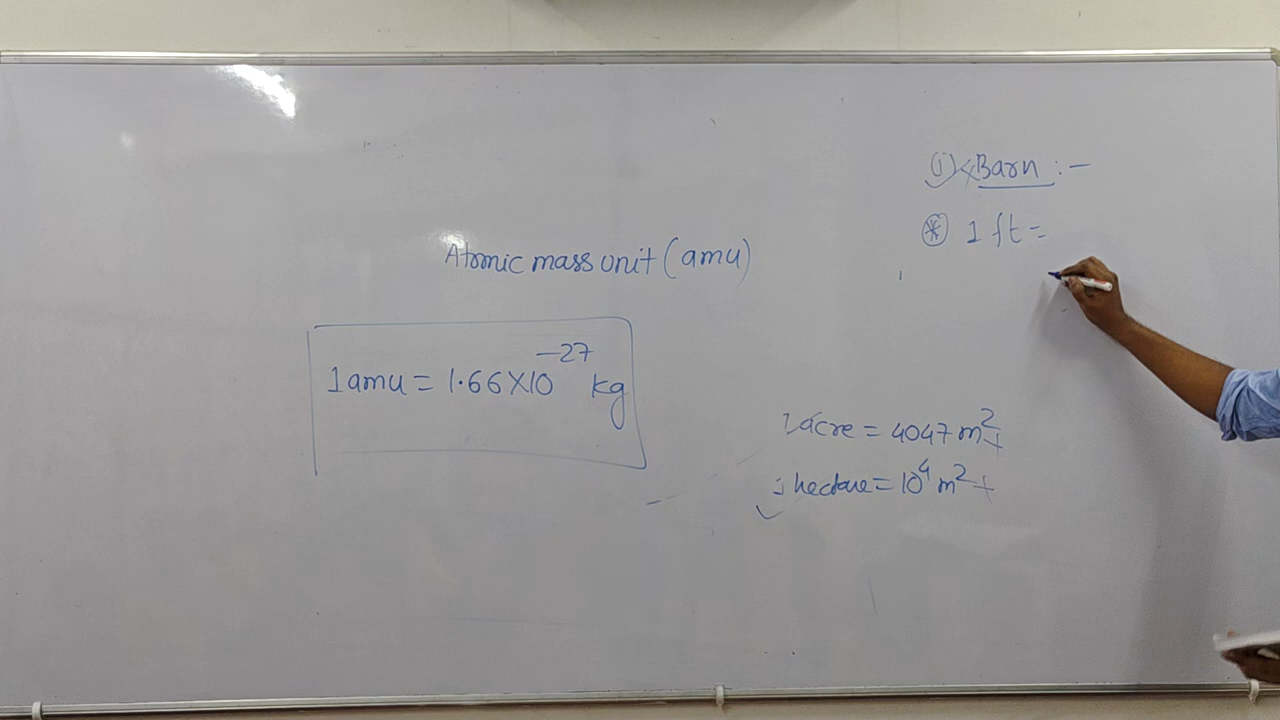 (i) Barn :-
* 1 ft =
Atomic mass unit (amu)
1 amu = 1.66 X 10⁻²⁷ kg
1 acre = 4047 m²
1 hectare = 10⁴ m²